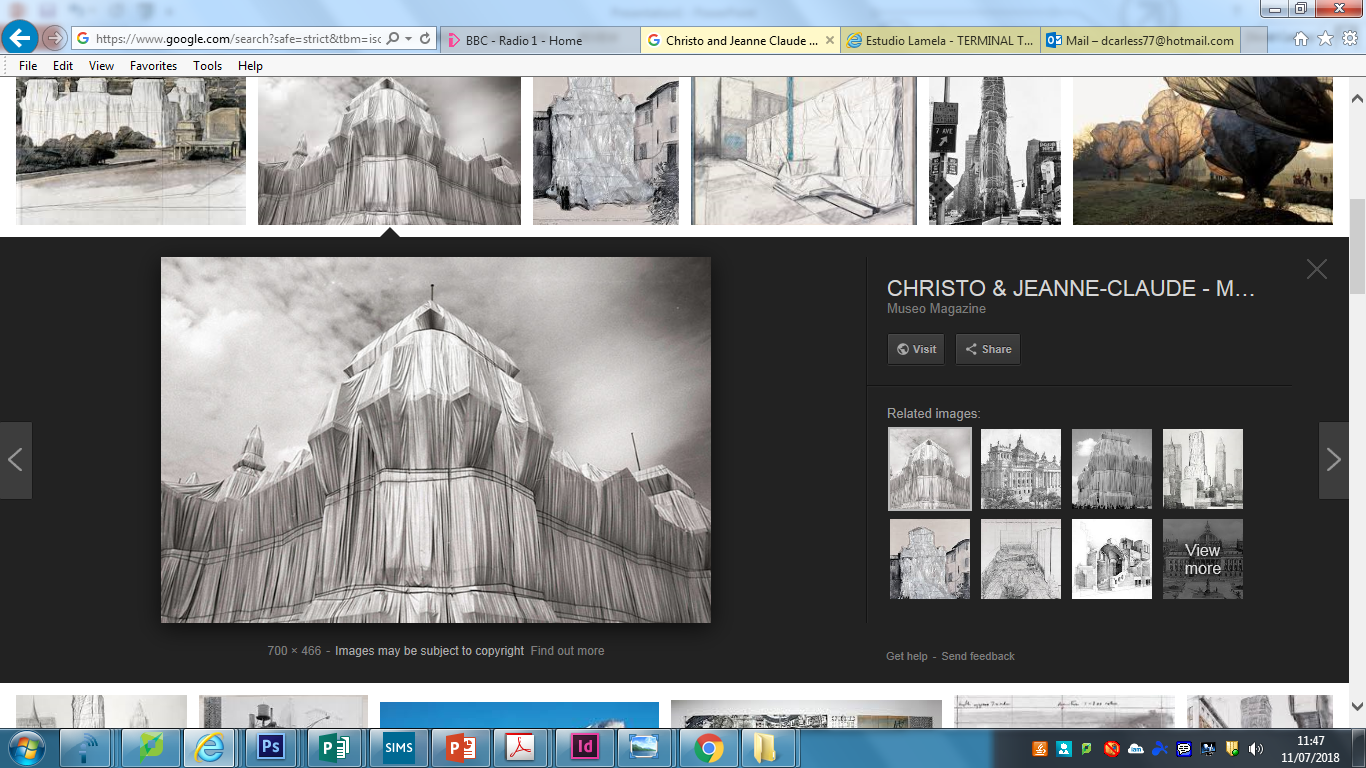 https://www.google.com/search?safe=strict&tbm=isc
BBC - Radio 1 - Home
Christo and Jeanne Claude ...
Estudio Lamela - TERMINAL T...
Mail – dcarless77@hotmail.com
File Edit View Favorites Tools Help
7 AVE
CHRISTO & JEANNE-CLAUDE - M...
Museo Magazine
Visit
Share
Related images:
View
more
700 × 466 - Images may be subject to copyright Find out more
Get help - Send feedback
Ps
P
SIMS
P
Id
11:47
11/07/2018